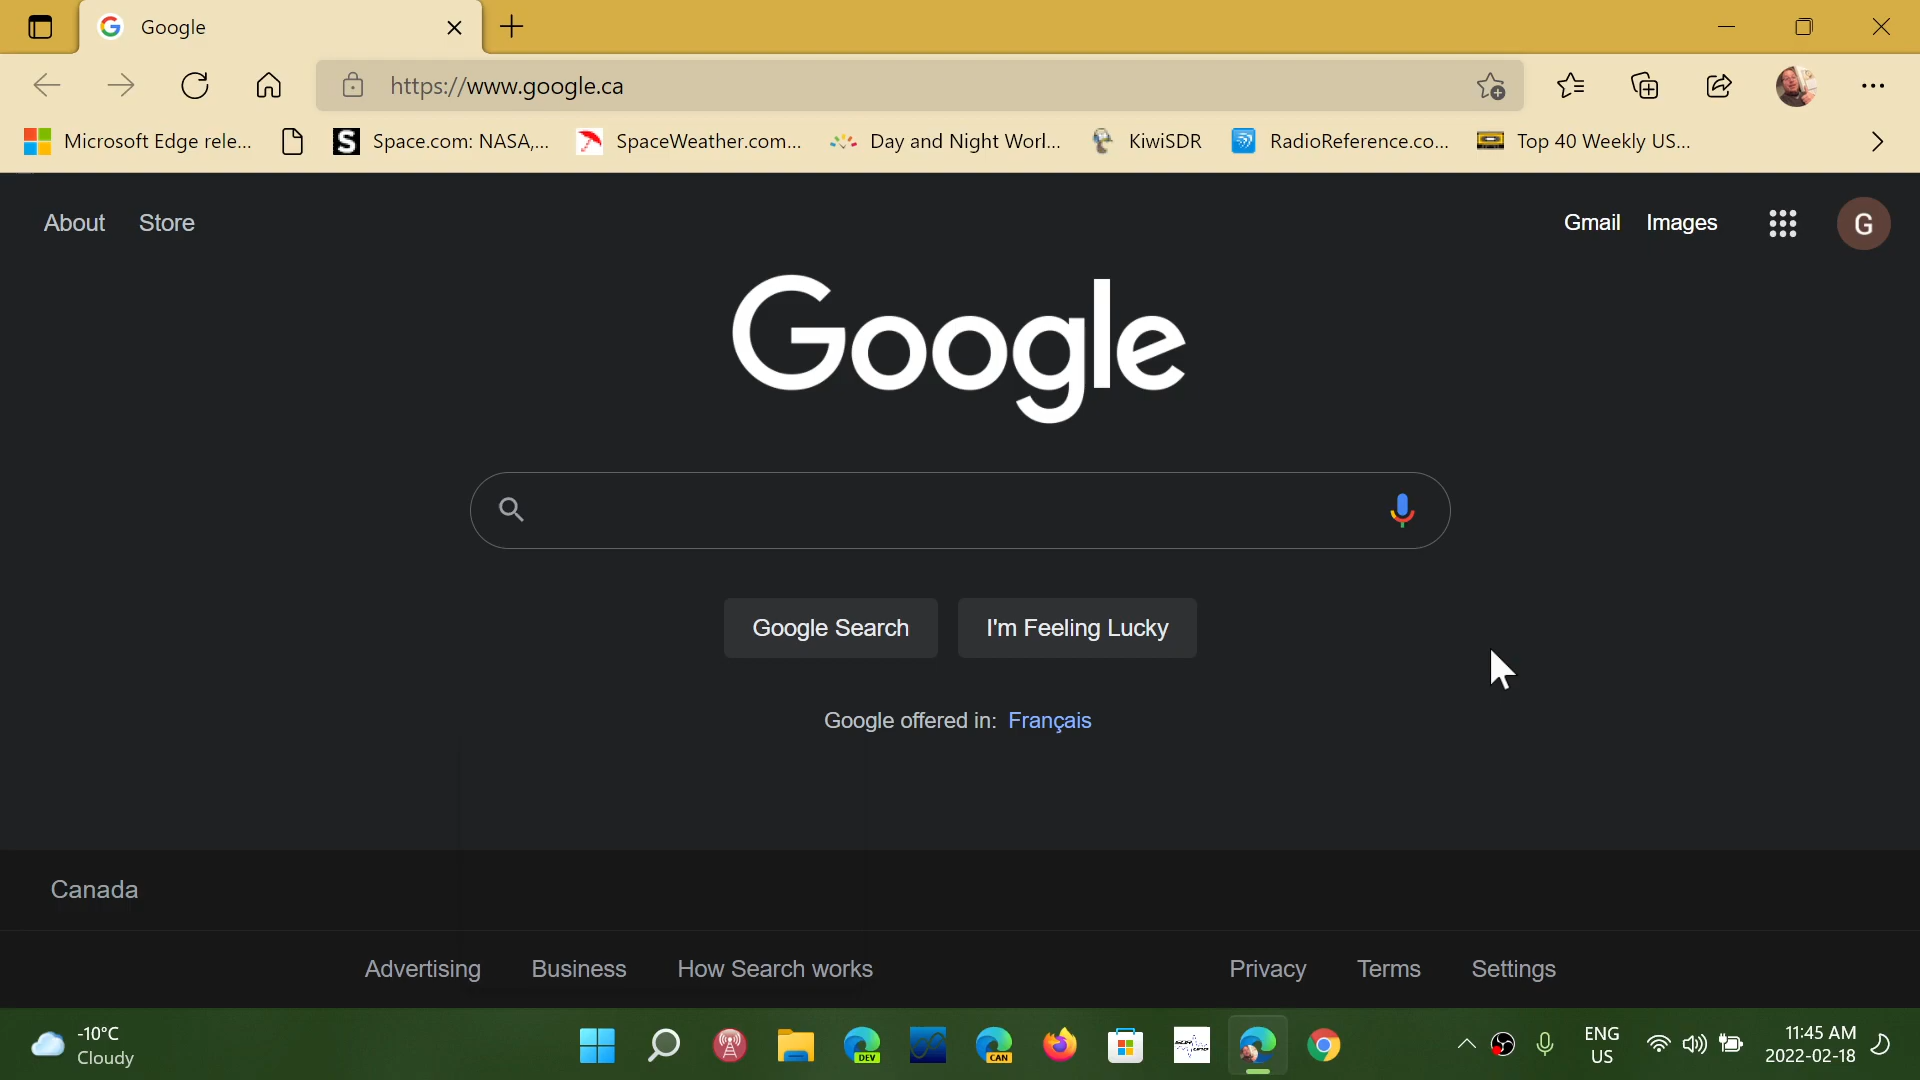 Google
https://www.google.ca
Microsoft Edge rele...
Space.com: NASA,...
SpaceWeather.com...
Day and Night Worl...
KiwiSDR
RadioReference.co...
Top 40 Weekly US...
About
Store
Gmail
Images
G
Google
Google Search
I'm Feeling Lucky
Google offered in: Français
Canada
Advertising
Business
How Search works
Privacy
Terms
Settings
-10°C
Cloudy
DEV
CAN
ENG
US
11:45 AM
2022-02-18